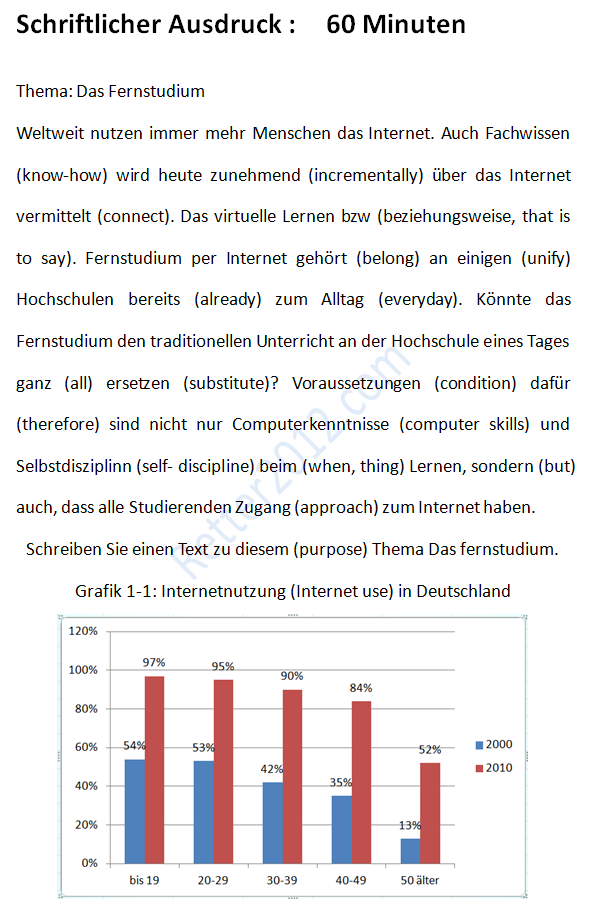 Schriftlicher Ausdruck :    60 Minuten
Thema: Das Fernstudium
Weltweit nutzen immer mehr Menschen das Internet. Auch Fachwissen
(know-how) wird heute zunehmend (incrementally) über das Internet
vermittelt (connect). Das virtuelle Lernen bzw (beziehungsweise, that is
to say). Fernstudium per Internet gehört (belong) an einigen (unify)
Hochschulen bereits (already) zum Alltag (everyday). Könnte das
Fernstudium den traditionellen Unterricht an der Hochschule eines Tages
ganz (all) ersetzen (substitute)? Voraussetzungen (condition) dafür
(therefore) sind nicht nur Computerkenntnisse (computer skills) und
Selbstdisziplinn (self- discipline) beim (when, thing) Lernen, sondern (but)
auch, dass alle Studierenden Zugang (approach) zum Internet haben.
Schreiben Sie einen Text zu diesem (purpose) Thema Das fernstudium.
Retter2012.com
Grafik 1-1: Internetnutzung (Internet use) in Deutschland
120%
100%
80%
60%
40%
20%
0%
54% 97%
53% 95%
42% 90%
35% 84%
13% 52%
bis 19 20-29 30-39 40-49 50 älter
2000
2010